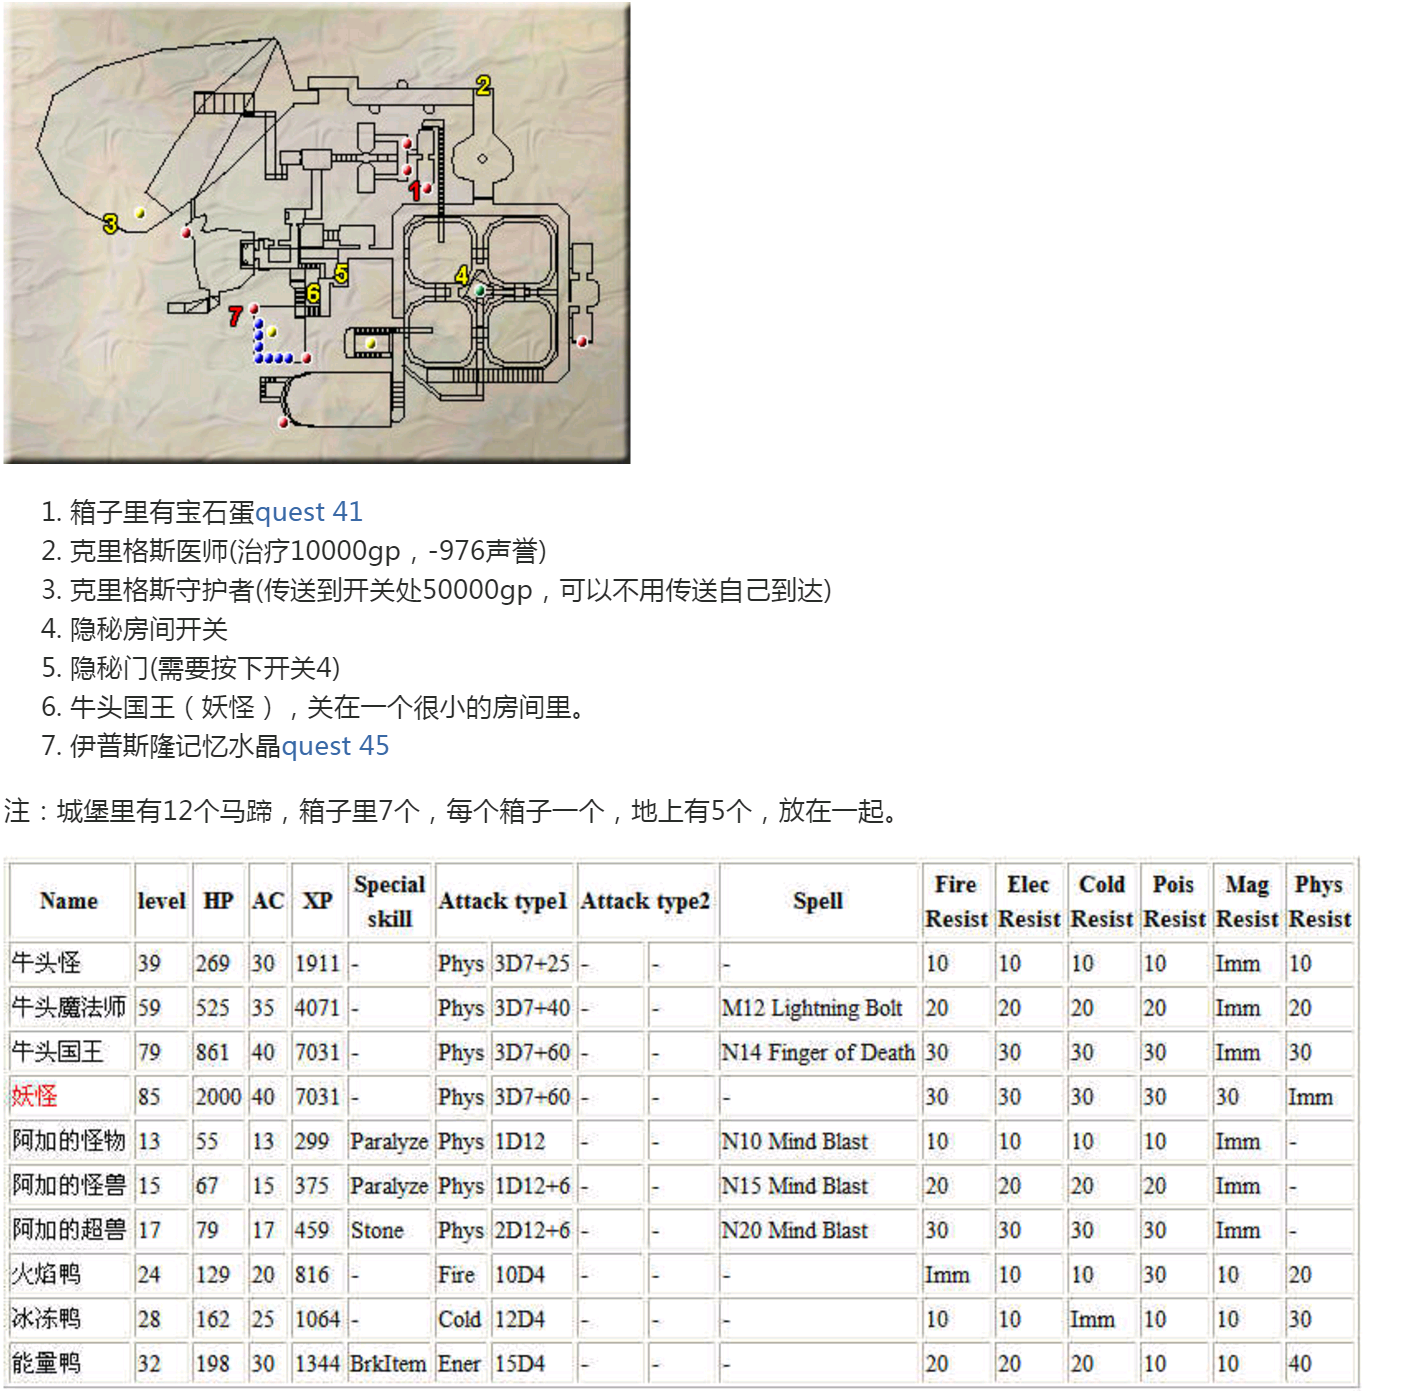 2
1
3
4
5
6
7
1. 箱子里有宝石蛋quest 41
2. 克里格斯医师(治疗10000gp，-976声誉)
3. 克里格斯守护者(传送到开关处50000gp，可以不用传送自己到达)
4. 隐秘房间开关
5. 隐秘门(需要按下开关4)
6. 牛头国王（妖怪），关在一个很小的房间里。
7. 伊普斯隆记忆水晶quest 45
注：城堡里有12个马蹄，箱子里7个，每个箱子一个，地上有5个，放在一起。
Name level HP AC XP Special skill Attack type1 Attack type2 Spell Fire Resist Elec Resist Cold Resist Pois Resist Mag Resist Phys Resist
牛头怪 39 269 30 1911 - Phys 3D7+25 - - - 10 10 10 10 Imm 10
牛头魔法师 59 525 35 4071 - Phys 3D7+40 - - M12 Lightning Bolt 20 20 20 20 Imm 20
牛头国王 79 861 40 7031 - Phys 3D7+60 - - N14 Finger of Death 30 30 30 30 Imm 30
妖怪 85 2000 40 7031 - Phys 3D7+60 - - - 30 30 30 30 30 Imm
阿加的怪物 13 55 13 299 Paralyze Phys 1D12 - - N10 Mind Blast 10 10 10 10 Imm -
阿加的怪兽 15 67 15 375 Paralyze Phys 1D12+6 - - N15 Mind Blast 20 20 20 20 Imm -
阿加的超兽 17 79 17 459 Stone Phys 2D12+6 - - N20 Mind Blast 30 30 30 30 Imm -
火焰鸭 24 129 20 816 - Fire 10D4 - - - Imm 10 10 30 10 20
冰冻鸭 28 162 25 1064 - Cold 12D4 - - - 10 10 Imm 10 10 30
能量鸭 32 198 30 1344 BrkItem Ener 15D4 - - - 20 20 20 10 10 40